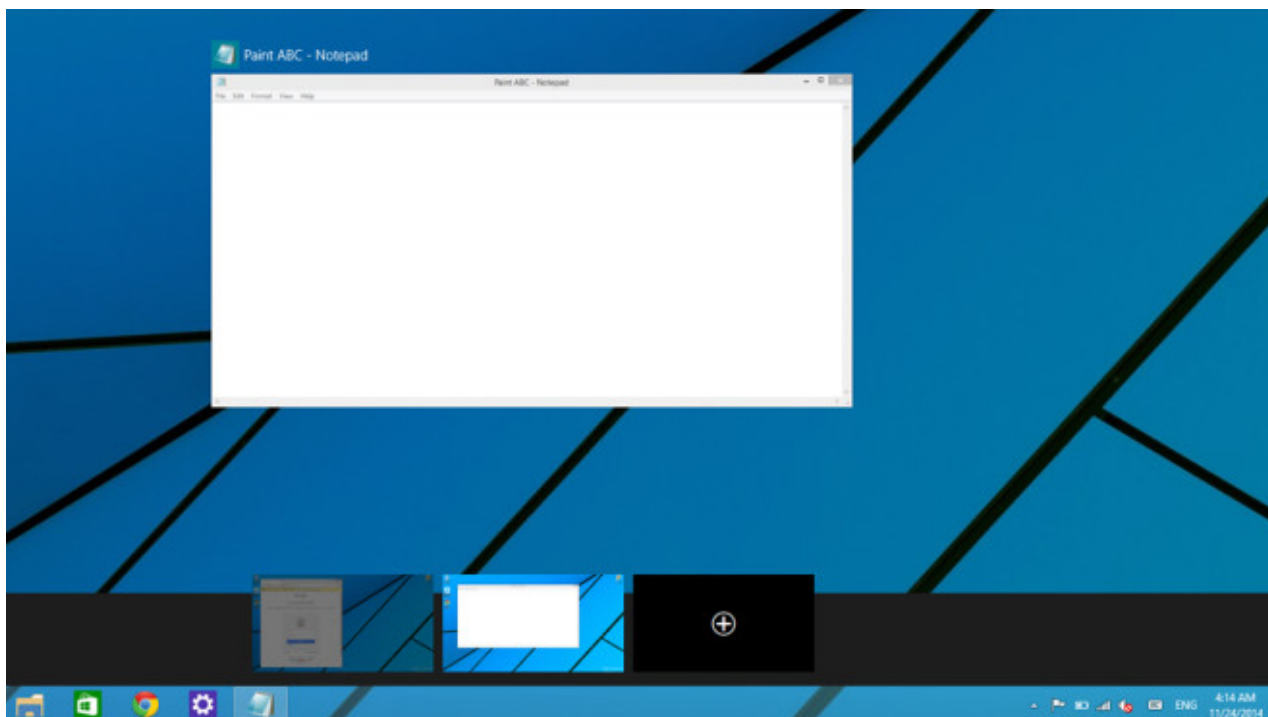 Paint ABC - Notepad
Paint ABC - Notepad
File Edit Format View Help
ENG
4:14 AM
11/24/2014